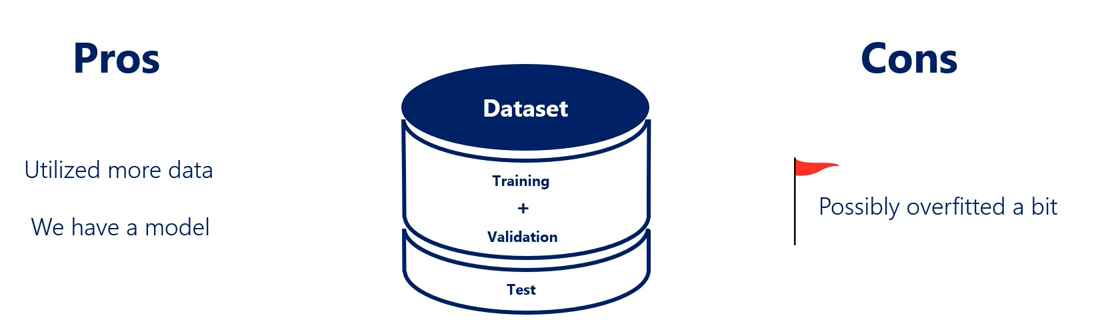 Pros
Utilized more data
We have a model
Dataset
Training
+
Validation
Test
Cons
Possibly overfitted a bit